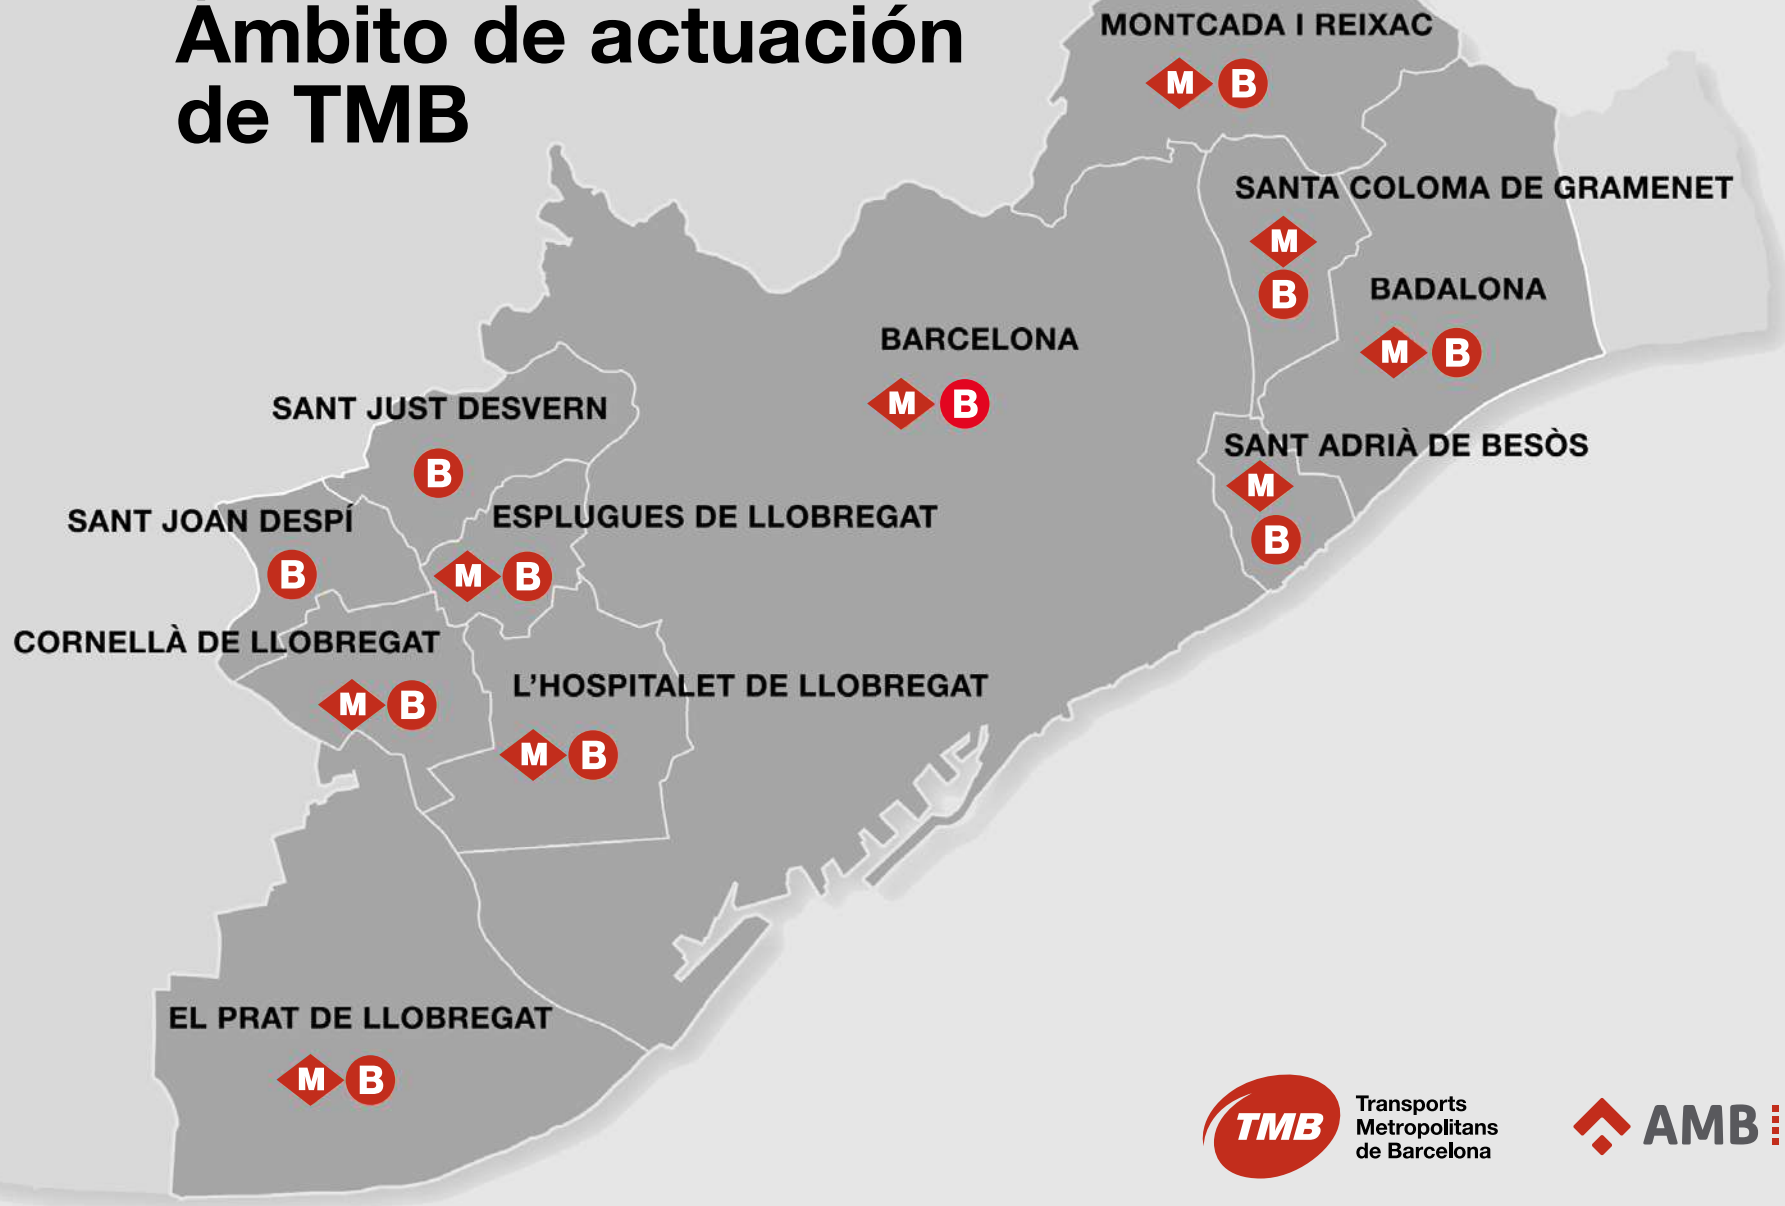 Ámbito de actuación
de TMB
MONTCADA I REIXAC
M B
SANTA COLOMA DE GRAMENET
M
B
BADALONA
M B
BARCELONA
M B
SANT JUST DESVERN
B
SANT ADRIÀ DE BESÒS
M
B
SANT JOAN DESPÍ
B
ESPLUGUES DE LLOBREGAT
M B
CORNELLÀ DE LLOBREGAT
M B
L'HOSPITALET DE LLOBREGAT
M B
EL PRAT DE LLOBREGAT
M B
TMB
Transports
Metropolitans
de Barcelona
AMB